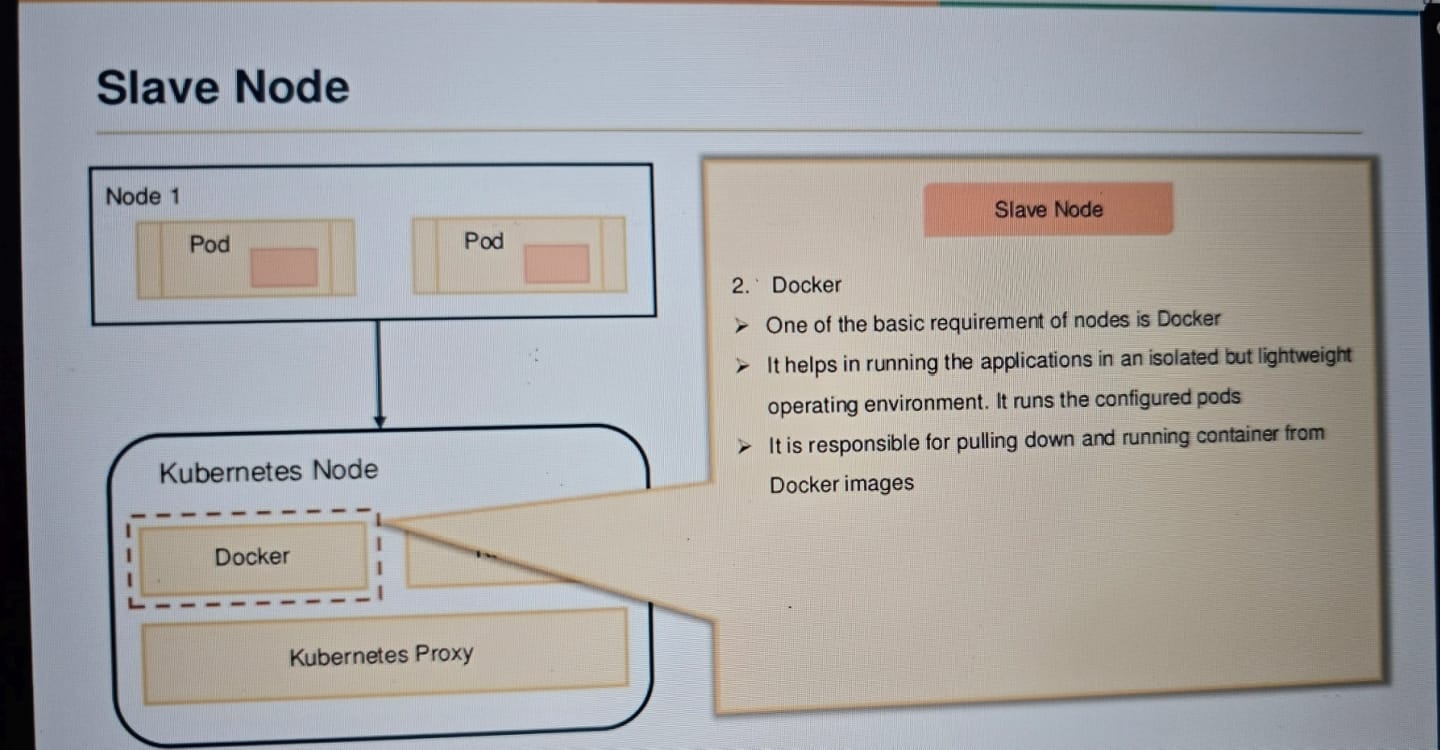 Slave Node
Node 1
Pod
Pod
Kubernetes Node
Docker
Kubernetes Proxy
Slave Node
2. Docker
➤ One of the basic requirement of nodes is Docker
➤ It helps in running the applications in an isolated but lightweight
operating environment. It runs the configured pods
➤ It is responsible for pulling down and running container from
Docker images